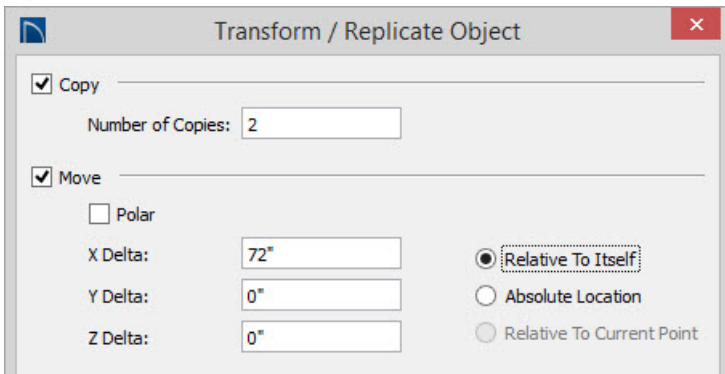 Transform / Replicate Object
Copy
Number of Copies: 2
Move
Polar
X Delta: 72" Relative To Itself
Y Delta: 0" Absolute Location
Z Delta: 0" Relative To Current Point